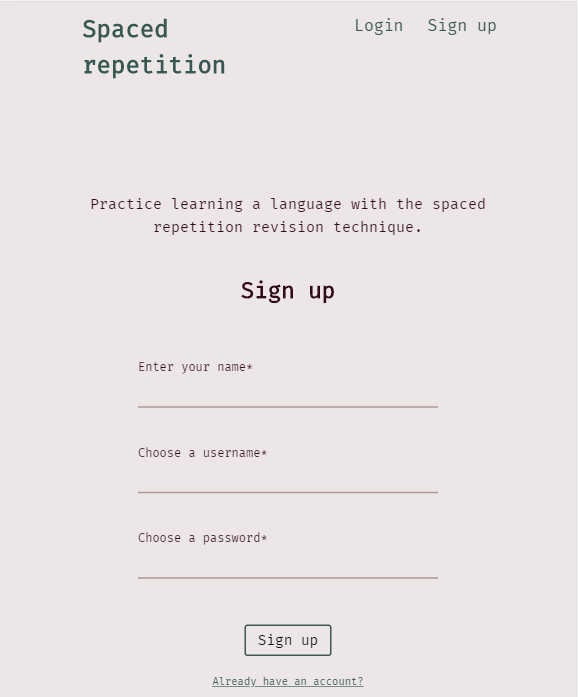 Spaced
repetition
Login Sign up
Practice learning a language with the spaced
repetition revision technique.
Sign up
Enter your name*
Choose a username*
Choose a password*
Sign up
Already have an account?